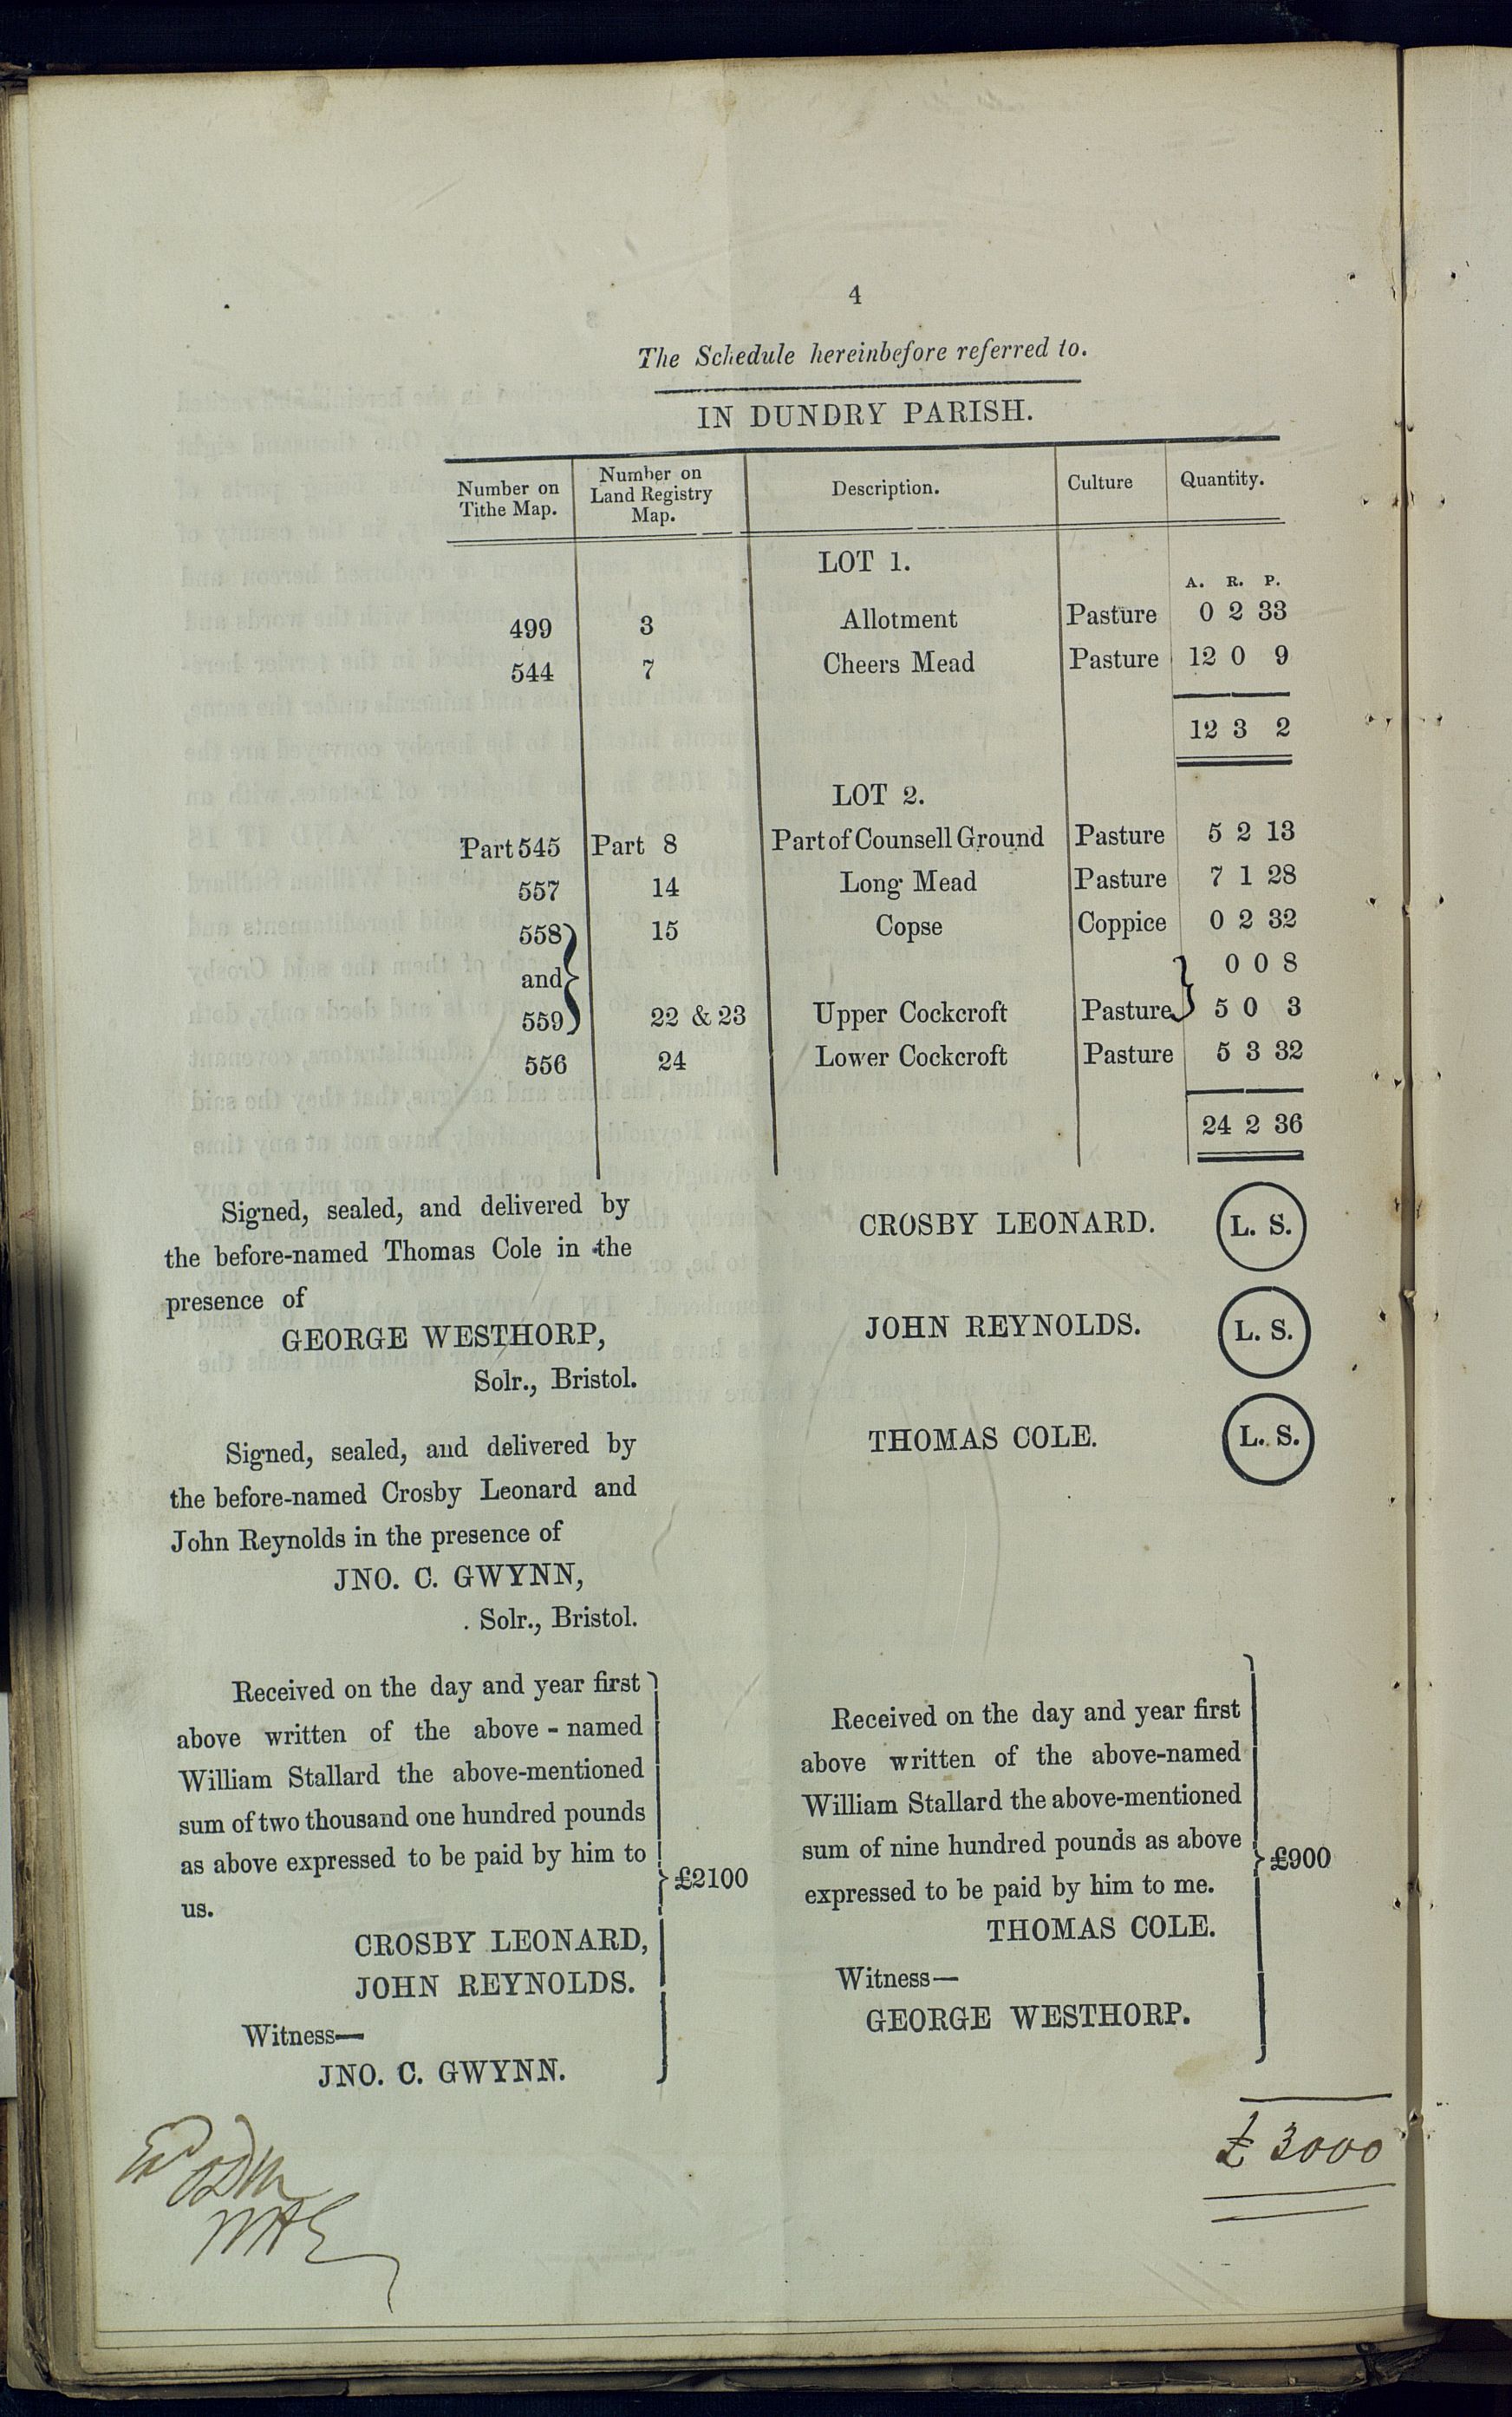 4
The Schedule hereinbefore referred to.
IN DUNDRY PARISH.
Number on Tithe Map. Number on Land Registry Map. Description. Culture Quantity.
LOT 1.
A. R. P.
499 3 Allotment Pasture 0 2 33
544 7 Cheers Mead Pasture 12 0 9
12 3 2
LOT 2.
Part 545 Part 8 Part of Counsell Ground Pasture 5 2 13
557 14 Long Mead Pasture 7 1 28
558 15 Copse Coppice 0 2 32
and 0 0 8
559 22 & 23 Upper Cockcroft Pasture 5 0 3
556 24 Lower Cockcroft Pasture 5 3 32
24 2 36
Signed, sealed, and delivered by
the before-named Thomas Cole in the
presence of
GEORGE WESTHORP,
Solr., Bristol.
Signed, sealed, and delivered by
the before-named Crosby Leonard and
John Reynolds in the presence of
JNO. C. GWYNN,
Solr., Bristol.
CROSBY LEONARD. L. S.
JOHN REYNOLDS. L. S.
THOMAS COLE. L. S.
Received on the day and year first
above written of the above-named
William Stallard the above-mentioned
sum of two thousand one hundred pounds
as above expressed to be paid by him to
us.
£2100
CROSBY LEONARD,
JOHN REYNOLDS.
Witness—
JNO. C. GWYNN.
Received on the day and year first
above written of the above-named
William Stallard the above-mentioned
sum of nine hundred pounds as above
expressed to be paid by him to me.
£900
THOMAS COLE.
Witness—
GEORGE WESTHORP.
£3000